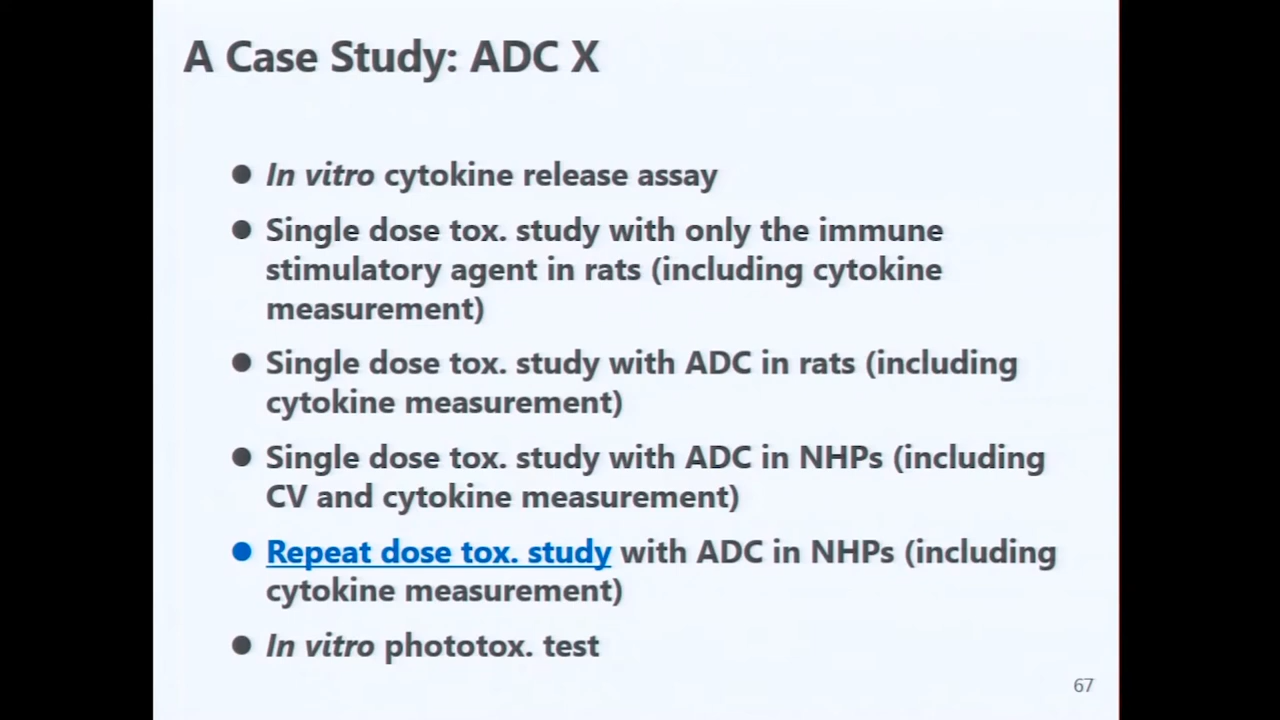 A Case Study: ADC X
● In vitro cytokine release assay
● Single dose tox. study with only the immune
stimulatory agent in rats (including cytokine
measurement)
● Single dose tox. study with ADC in rats (including
cytokine measurement)
● Single dose tox. study with ADC in NHPs (including
CV and cytokine measurement)
● Repeat dose tox. study with ADC in NHPs (including
cytokine measurement)
● In vitro phototox. test
67